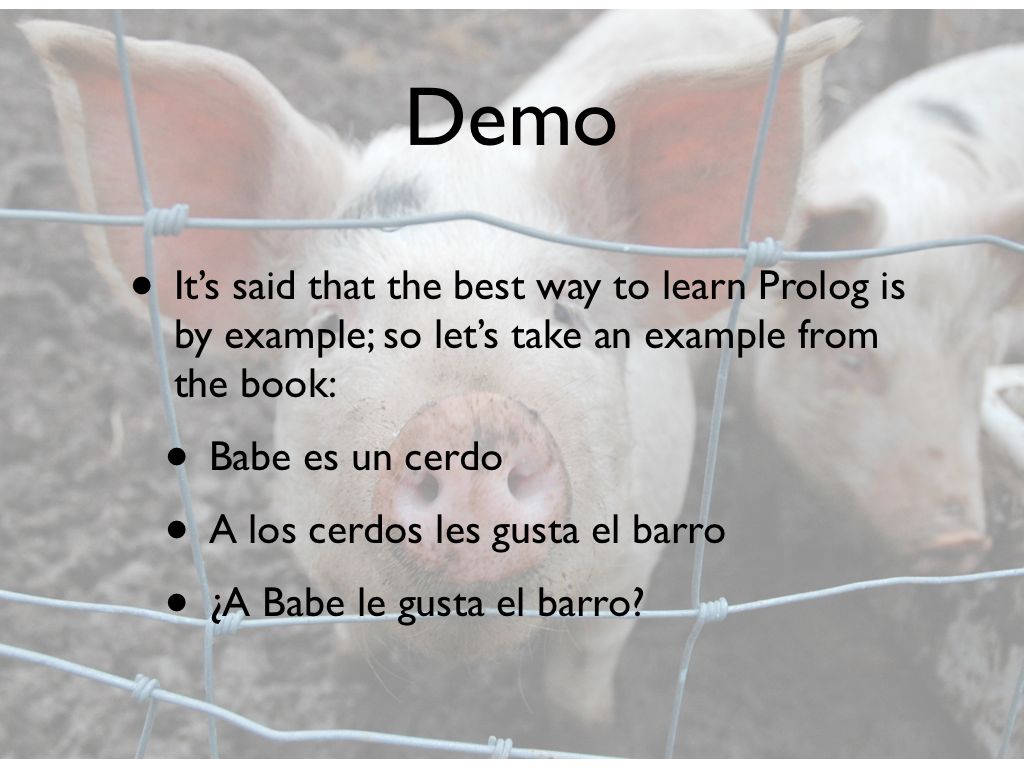 Demo
• It’s said that the best way to learn Prolog is
by example; so let’s take an example from
the book:
• Babe es un cerdo
• A los cerdos les gusta el barro
• ¿A Babe le gusta el barro?